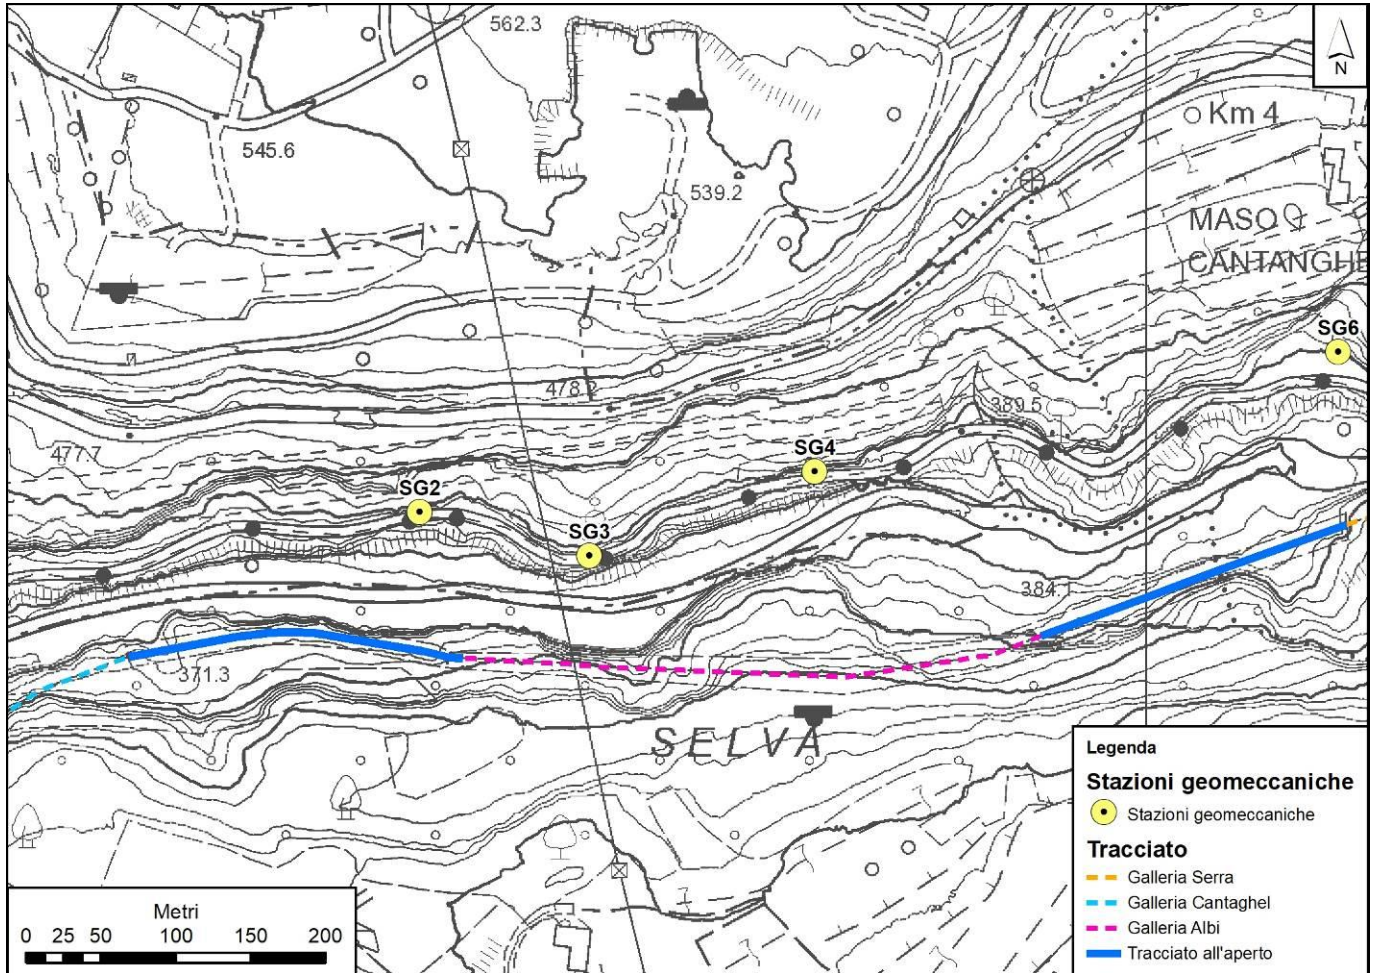 562.3
N
Km 4
545.6
539.2
MASO
CANTANGHE
SG6
478.2
389.5
SG4
477.7
SG2
SG3
384.1
371.3
SELVA
Legenda
Stazioni geomeccaniche
Stazioni geomeccaniche
Tracciato
Galleria Serra
Galleria Cantaghel
Galleria Albi
Tracciato all'aperto
Metri
0 25 50 100 150 200